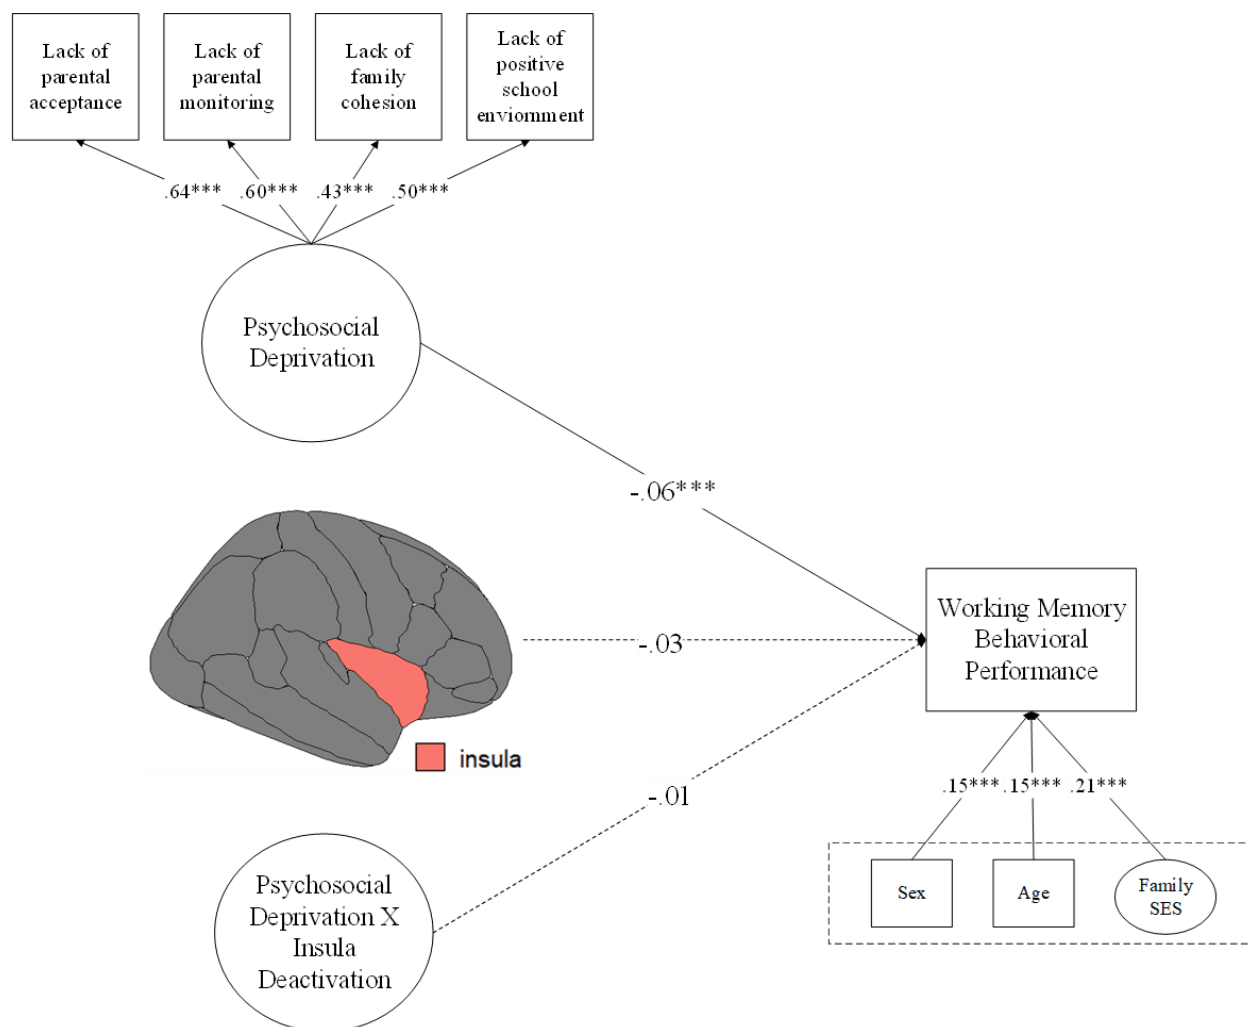 Lack of
parental
acceptance
Lack of
parental
monitoring
Lack of
family
cohesion
Lack of
positive
school
enviornment
.64***
.60***
.43***
.50***
Psychosocial
Deprivation
-.06***
insula
-.03
Working Memory
Behavioral
Performance
-.01
Psychosocial
Deprivation X
Insula
Deactivation
.15***
.15***
.21***
Sex
Age
Family
SES